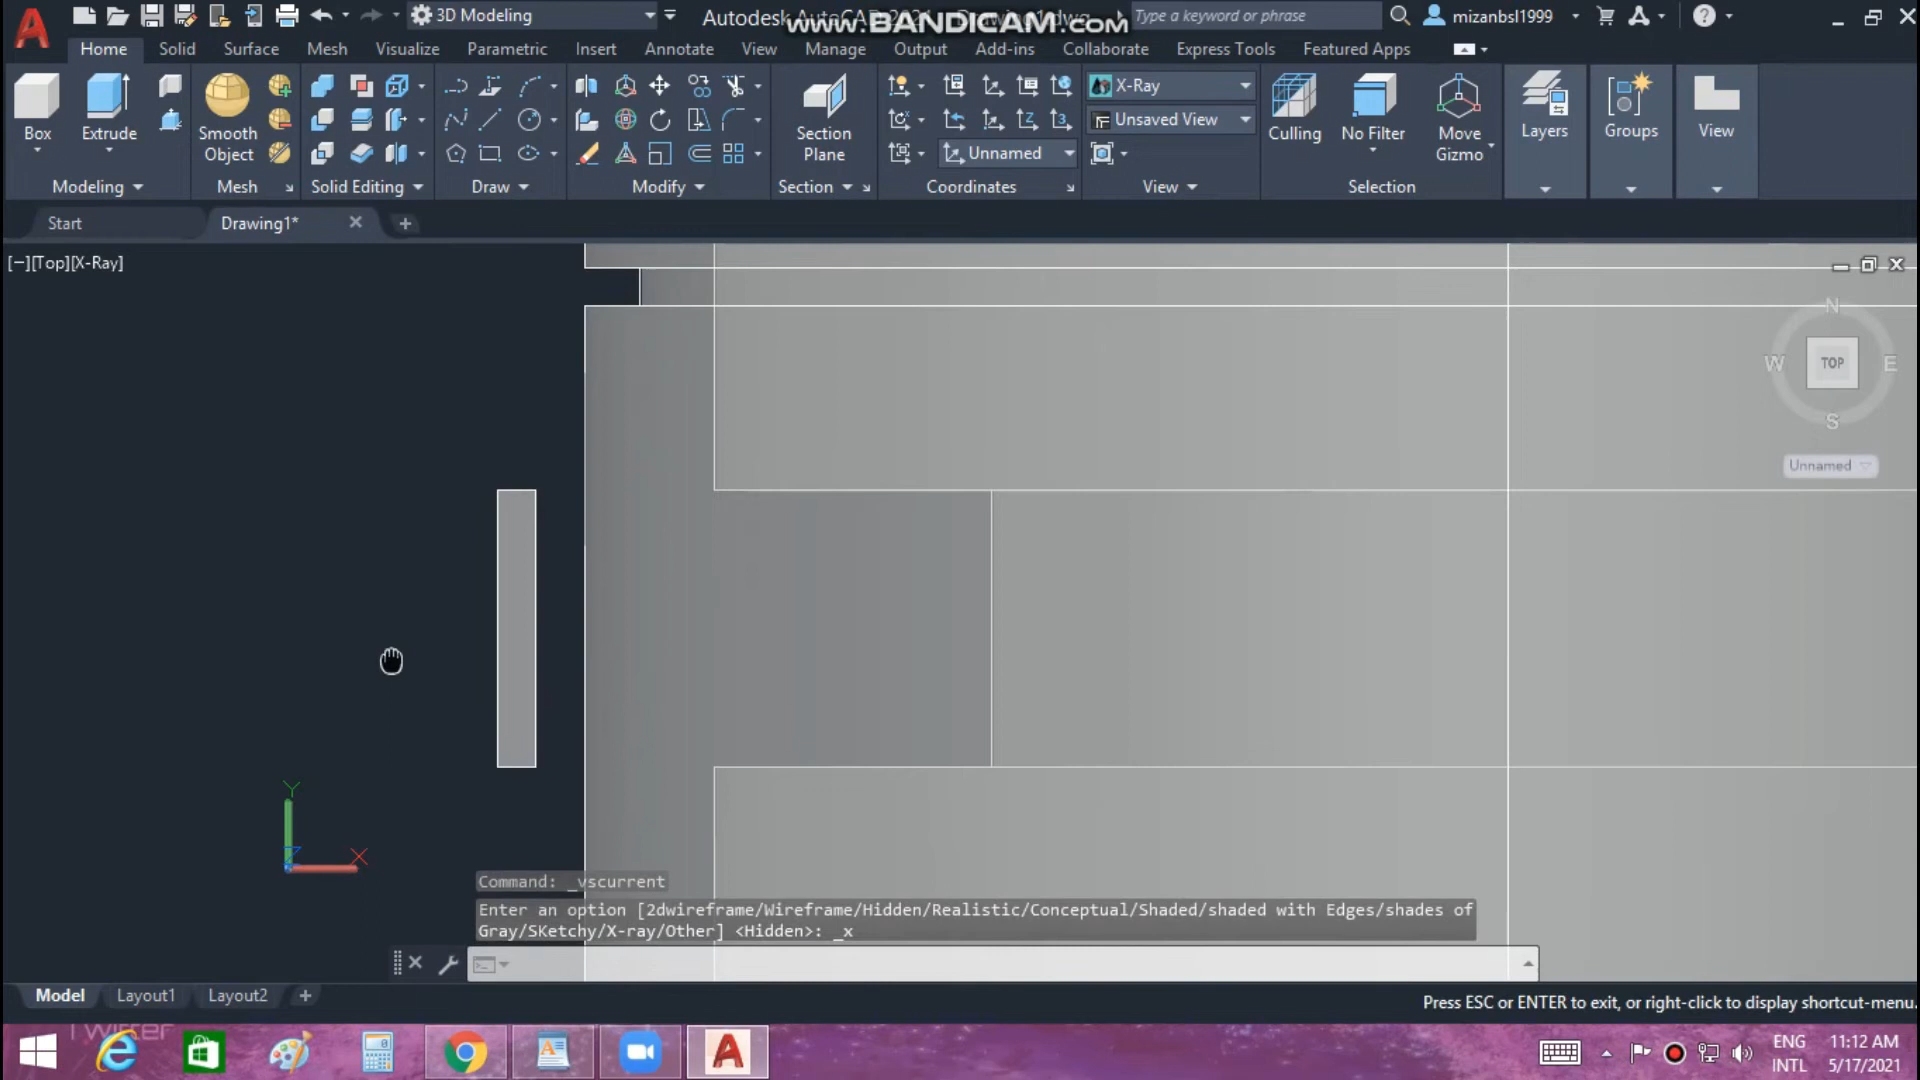 3D Modeling
Autodesk AutoCAD 2021 Drawing1.dwg
www.BANDICAM.com
Type a keyword or phrase
mizanbsl1999
Home Solid Surface Mesh Visualize Parametric Insert Annotate View Manage Output Add-ins Collaborate Express Tools Featured Apps
X-Ray
Unsaved View
Box Extrude Smooth Object Section Plane Unnamed Culling No Filter Move Gizmo Layers Groups View
Modeling Mesh Solid Editing Draw Modify Section Coordinates View Selection
Start Drawing1* +
[−][Top][X-Ray]
N
W TOP E
S
Unnamed
Y
X
Z
Command: _vscurrent
Enter an option [2dwireframe/Wireframe/Hidden/Realistic/Conceptual/Shaded/shaded with Edges/shades of
Gray/SKetchy/X-ray/Other] <Hidden>: _x
Model Layout1 Layout2 +
Press ESC or ENTER to exit, or right-click to display shortcut-menu.
Twitter
ENG 11:12 AM
INTL 5/17/2021